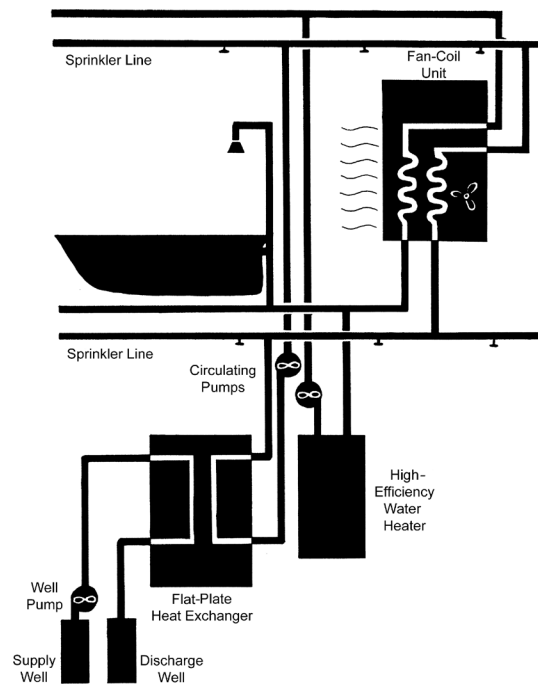 Sprinkler Line
Fan-Coil
Unit
Sprinkler Line
Circulating
Pumps
High-
Efficiency
Water
Heater
Well
Pump
Flat-Plate
Heat Exchanger
Supply
Well
Discharge
Well